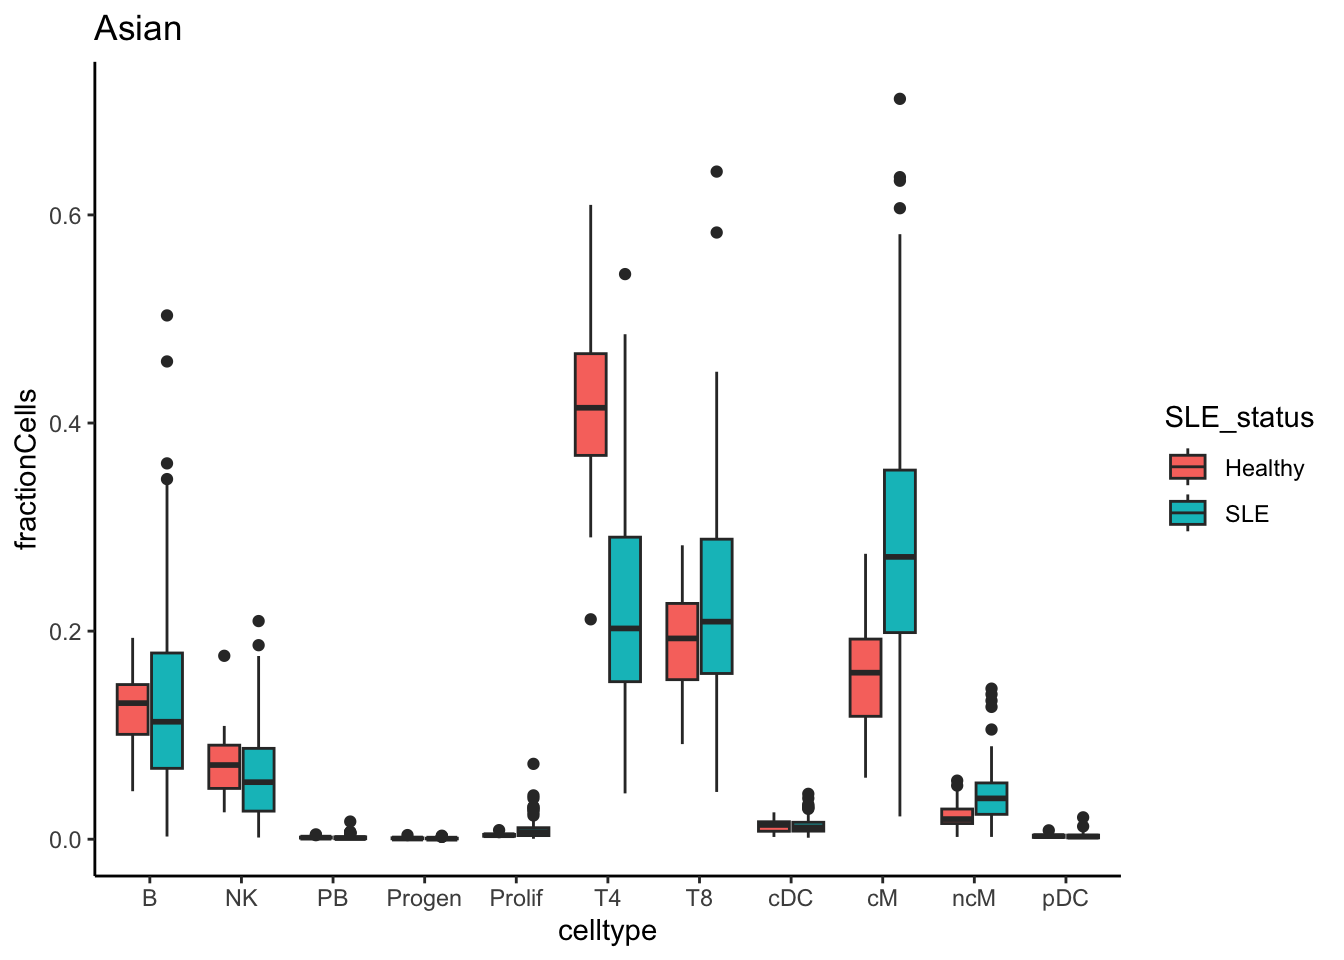 Asian
fractionCells
0.6
0.4
0.2
0.0
B NK PB Progen Prolif T4 T8 cDC cM ncM pDC
celltype
SLE_status
Healthy
SLE